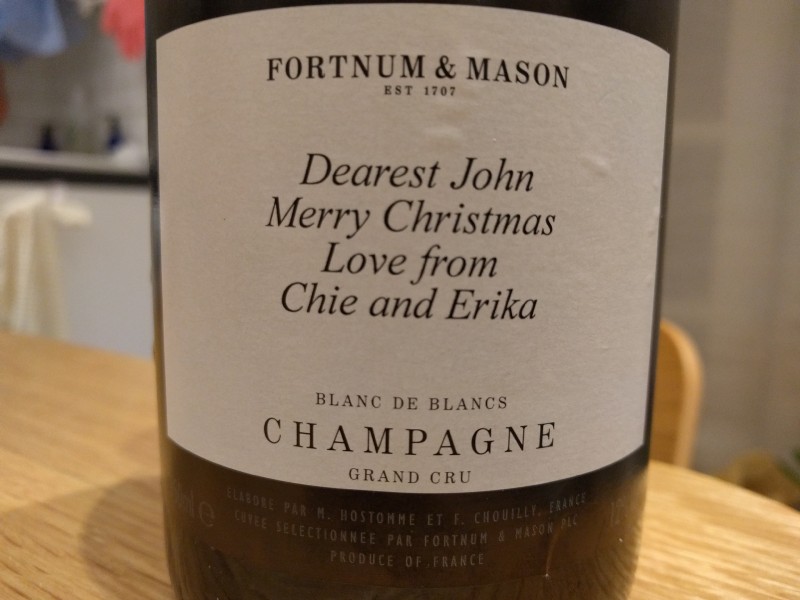 FORTNUM & MASON
EST 1707
Dearest John
Merry Christmas
Love from
Chie and Erika
BLANC DE BLANCS
CHAMPAGNE
GRAND CRU
ELABORE PAR M. HOSTOMME ET F. CHOUILLY, FRANCE
CUVEE SELECTIONNEE PAR FORTNUM & MASON PLC
PRODUCE OF FRANCE